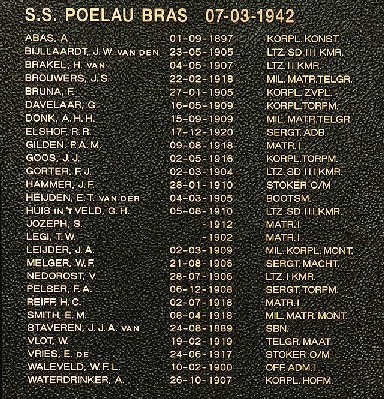 S.S. POELAU BRAS 07-03-1942
ABAS, A. 01-09-1897 KORPL.KONST.
BIJLLAARDT, J.W. VAN DEN 23-05-1905 LTZ.SD III KMR.
BRAKEL, H. VAN 04-05-1907 LTZ.II KMR.
BROUWERS, J.S. 22-02-1918 MIL.MATR.TELGR.
BRUNA, F. 27-01-1905 KORPL.ZVPL.
DAVELAAR, G. 16-05-1909 KORPL.TORPM.
DONK, A.H.H. 15-09-1909 MIL.MATR.TELGR
ELSHOF, R.R. 17-12-1920 SERGT.ADB.
GILDEN, P.A.M. 09-08-1918 MATR.I
GOOS, J.J. 02-05-1916 KORPL.TORPM.
GORTER, P.J. 02-03-1904 LTZ.SD III KMR.
HAMMER, J.F. 28-01-1910 STOKER O/M
HEIJDEN, E.T. VAN DER 04-03-1905 BOOTSM.
HUIS IN 'T VELD, G.H. 05-08-1910 LTZ.SD III KMR.
JOZEPH, S. -1912 MATR.I
LEGI, T.W. -1902 MATR.I
LEIJDER, J.A. 02-03-1909 MIL.KORPL.MONT.
MELGER, W.F. 21-08-1908 SERGT.MACHT.
NEDOROST, V. 28-07-1906 LTZ.I KMR.
PELSER, F.A. 06-12-1908 SERGT.TORPM.
REIFF, H.C. 02-07-1918 MATR.I
SMITH, E.M. 08-04-1918 MIL.MATR.MONT.
STAVEREN, J.J.A. VAN 24-08-1889 SBN.
VLOT, W. 19-02-1919 TELGR.MAAT.
VRIES, E. DE 24-06-1917 STOKER O/M
WALEVELD, W.F.L. 10-02-1900 OFF.ADM.I
WATERDRINKER, A. 26-10-1907 KORPL.HOFM.